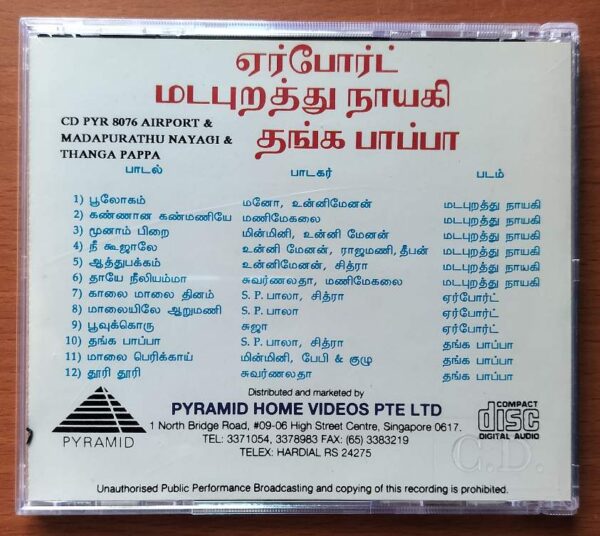 ஏர்போர்ட்
மடபுறத்து நாயகி
தங்க பாப்பா
CD PYR 8076 AIRPORT &
MADAPURATHU NAYAGI &
THANGA PAPPA
பாடல் பாடகர் படம்
1) பூலோகம் மனோ, உன்னிமேனன் மடபுறத்து நாயகி
2) கண்ணான கண்மணியே மணிமேகலை மடபுறத்து நாயகி
3) மூனாம் பிறை மின்மினி, உன்னி மேனன் மடபுறத்து நாயகி
4) நீ கூஜாலே உன்னி மேனன், ராஜமணி, தீபன் மடபுறத்து நாயகி
5) ஆத்துபக்கம் உன்னிமேனன், சித்ரா மடபுறத்து நாயகி
6) தாயே நீலியம்மா சுவர்ணலதா, மணிமேகலை மடபுறத்து நாயகி
7) காலை மாலை தினம் S. P. பாலா, சித்ரா ஏர்போர்ட்
8) மாலையிலே ஆறுமணி S. P. பாலா ஏர்போர்ட்
9) பூவுக்கொரு சுஜா ஏர்போர்ட்
10) தங்க பாப்பா S. P. பாலா, சித்ரா தங்க பாப்பா
11) மாலை பெரிக்காய் மின்மினி, பேபி & குழு தங்க பாப்பா
12) தூரி தூரி சுவர்ணலதா தங்க பாப்பா
Distributed and marketed by
PYRAMID HOME VIDEOS PTE LTD
1 North Bridge Road, #09-06 High Street Centre, Singapore 0617.
TEL: 3371054, 3378983 FAX: (65) 3383219
TELEX: HARDIAL RS 24275
PYRAMID
COMPACT
disc
DIGITAL AUDIO
C.D.
Unauthorised Public Performance Broadcasting and copying of this recording is prohibited.